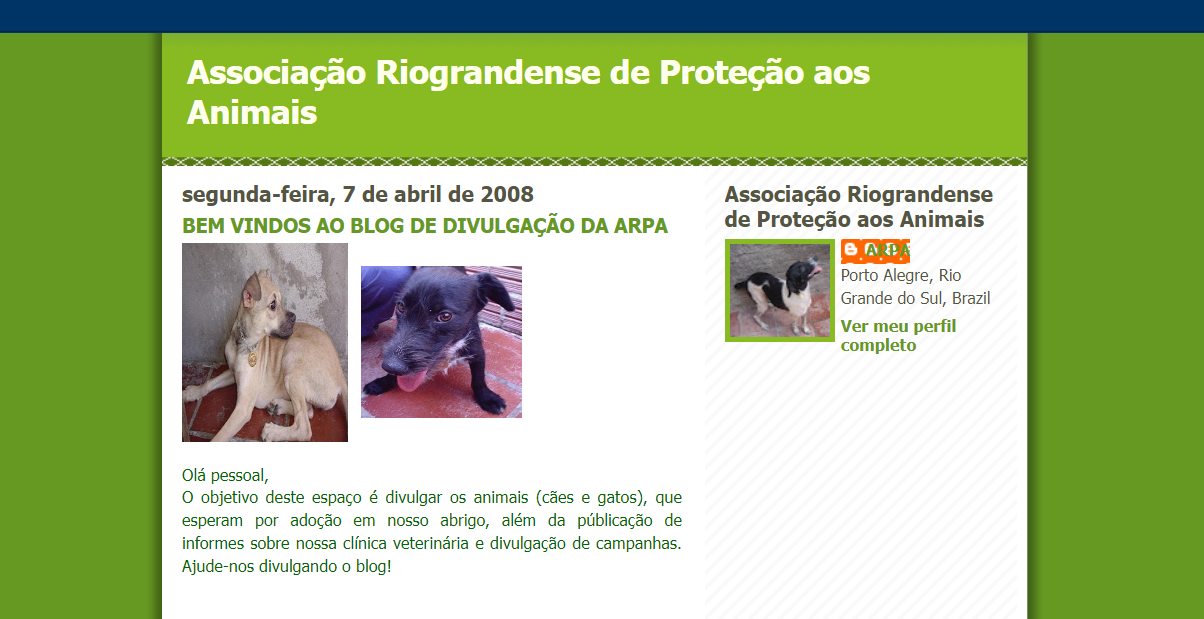 Associação Riograndense de Proteção aos
Animais
segunda-feira, 7 de abril de 2008
BEM VINDOS AO BLOG DE DIVULGAÇÃO DA ARPA
Olá pessoal,
O objetivo deste espaço é divulgar os animais (cães e gatos), que
esperam por adoção em nosso abrigo, além da públicação de
informes sobre nossa clínica veterinária e divulgação de campanhas.
Ajude-nos divulgando o blog!
Associação Riograndense
de Proteção aos Animais
ARPA
Porto Alegre, Rio
Grande do Sul, Brazil
Ver meu perfil
completo